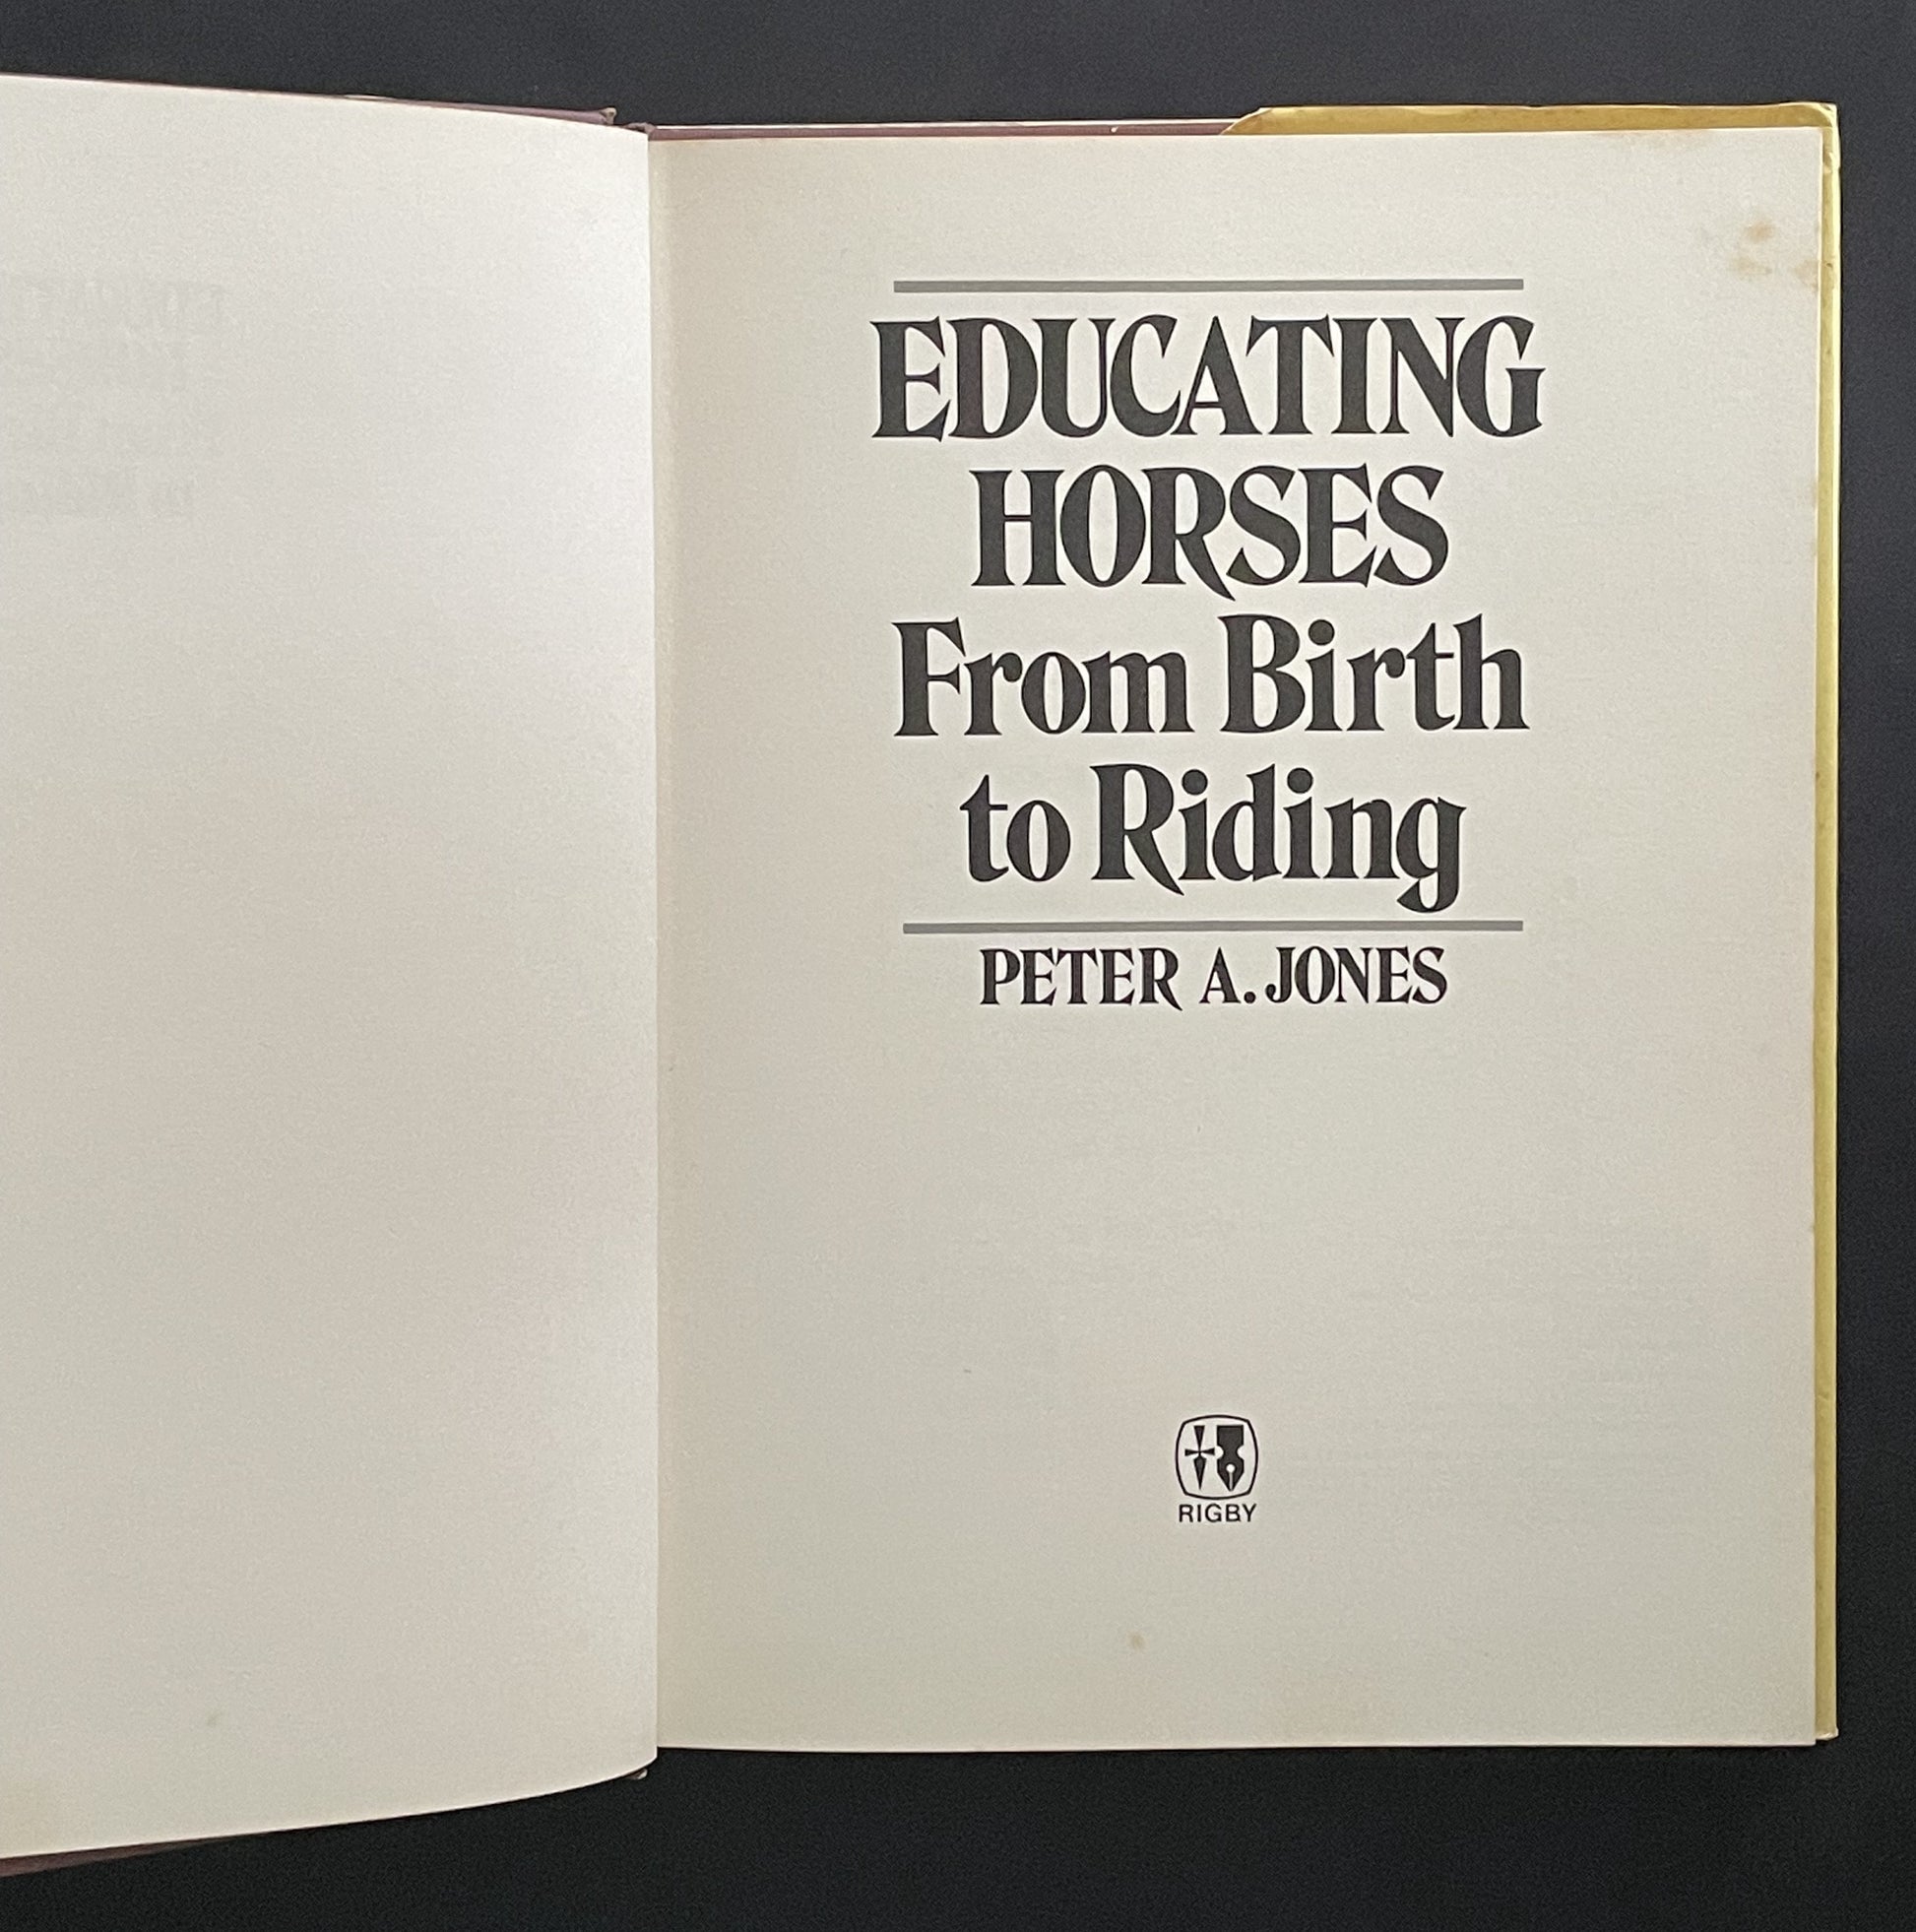 EDUCATING
HORSES
From Birth
to Riding
PETER A. JONES
RIGBY